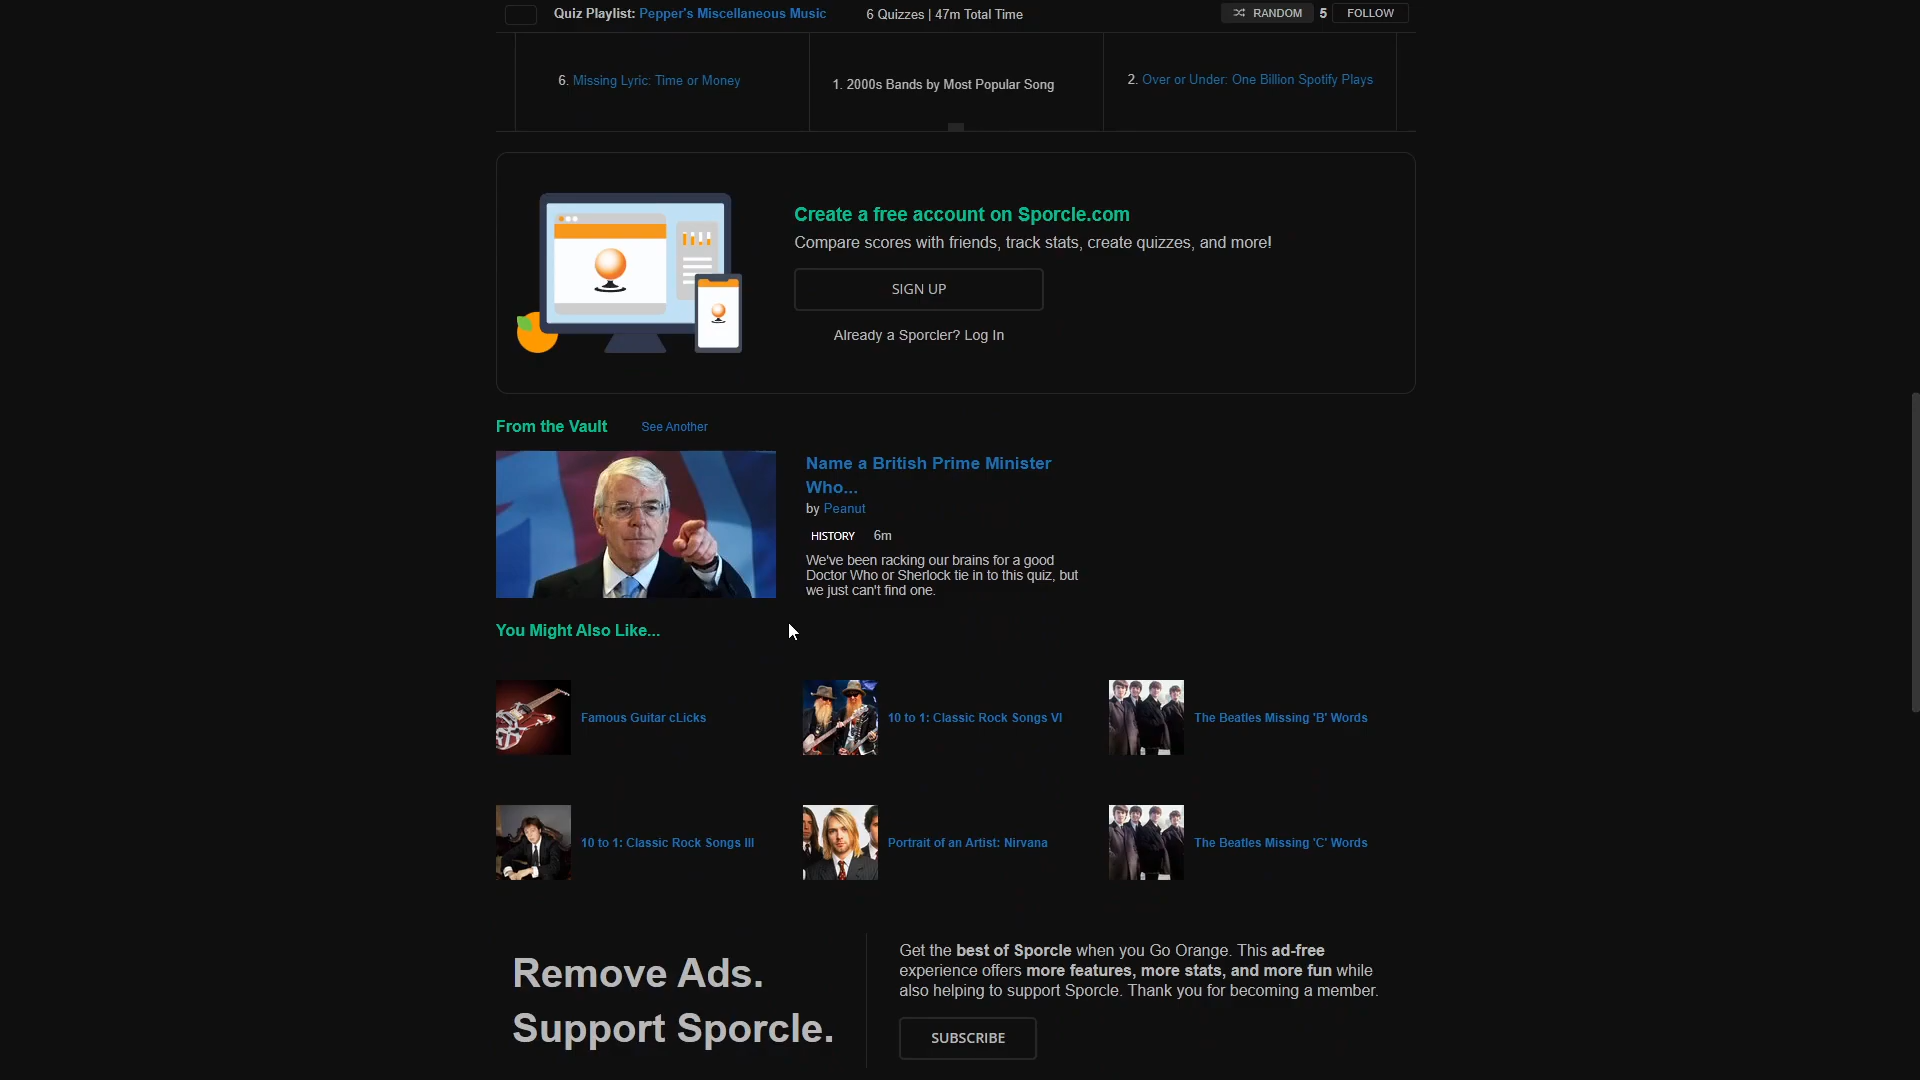 Quiz Playlist: Pepper's Miscellaneous Music
6 Quizzes | 47m Total Time
RANDOM
5
FOLLOW
6. Missing Lyric: Time or Money
1. 2000s Bands by Most Popular Song
2. Over or Under: One Billion Spotify Plays
Create a free account on Sporcle.com
Compare scores with friends, track stats, create quizzes, and more!
SIGN UP
Already a Sporcler? Log In
From the Vault
See Another
Name a British Prime Minister
Who...
by Peanut
HISTORY
6m
We've been racking our brains for a good
Doctor Who or Sherlock tie in to this quiz, but
we just can't find one.
You Might Also Like...
Famous Guitar cLicks
10 to 1: Classic Rock Songs VI
The Beatles Missing 'B' Words
10 to 1: Classic Rock Songs III
Portrait of an Artist: Nirvana
The Beatles Missing 'C' Words
Remove Ads.
Support Sporcle.
Get the best of Sporcle when you Go Orange. This ad-free
experience offers more features, more stats, and more fun while
also helping to support Sporcle. Thank you for becoming a member.
SUBSCRIBE